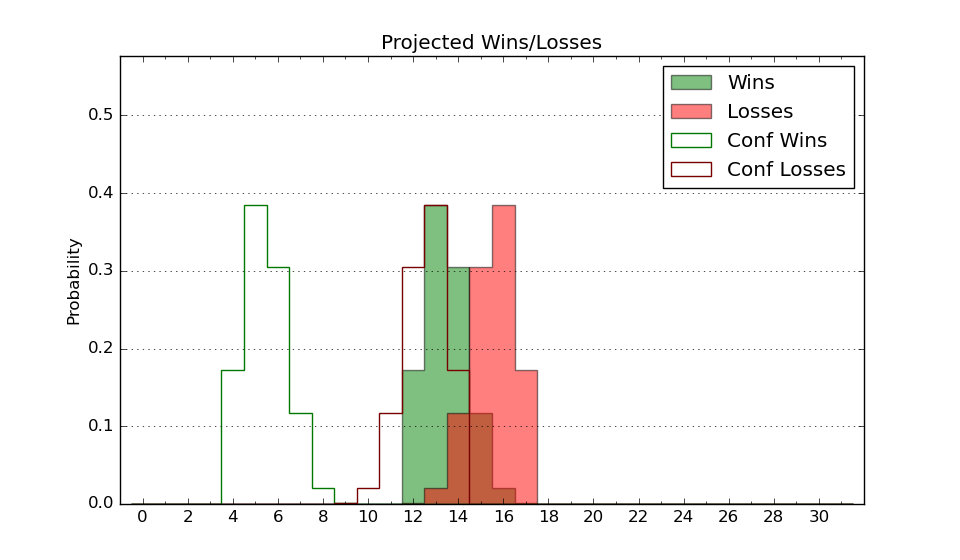 Projected Wins/Losses
Wins
Losses
Conf Wins
Conf Losses
Probability
0.5
0.4
0.3
0.2
0.1
0.0
0 2 4 6 8 10 12 14 16 18 20 22 24 26 28 30